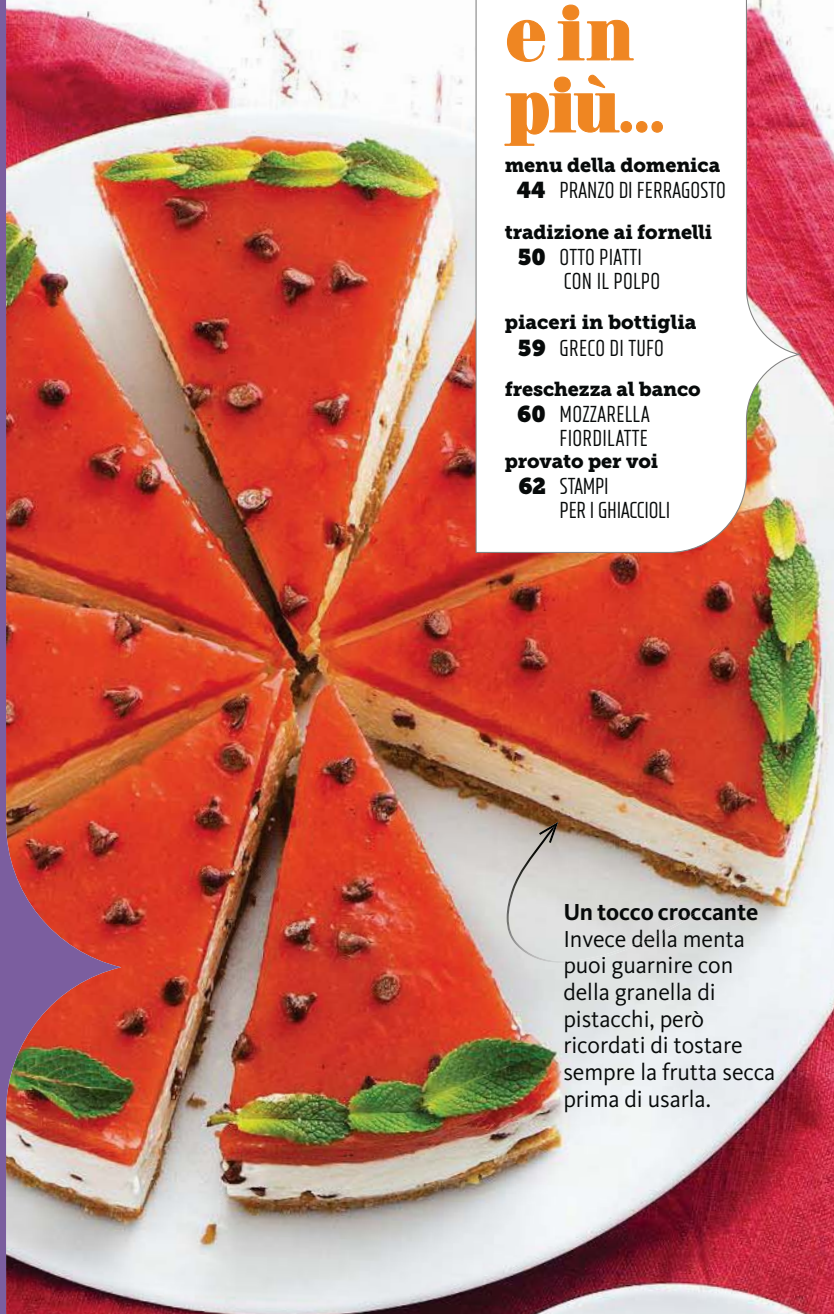 e in
più...
menu della domenica
44 PRANZO DI FERRAGOSTO
tradizione ai fornelli
50 OTTO PIATTI
CON IL POLPO
piaceri in bottiglia
59 GRECO DI TUFO
freschezza al banco
60 MOZZARELLA
FIORDILATTE
provato per voi
62 STAMPI
PER I GHIACCIOLI
Un tocco croccante
Invece della menta
puoi guarnire con
della granella di
pistacchi, però
ricordati di tostare
sempre la frutta secca
prima di usarla.